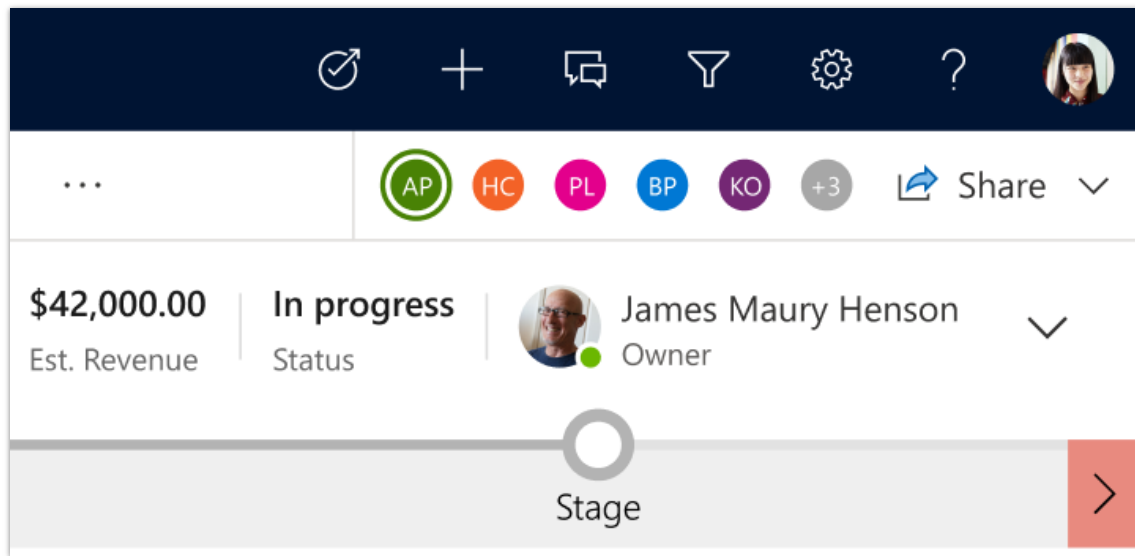 AP HC PL BP KO +3 Share
$42,000.00 In progress James Maury Henson
Est. Revenue Status Owner
Stage